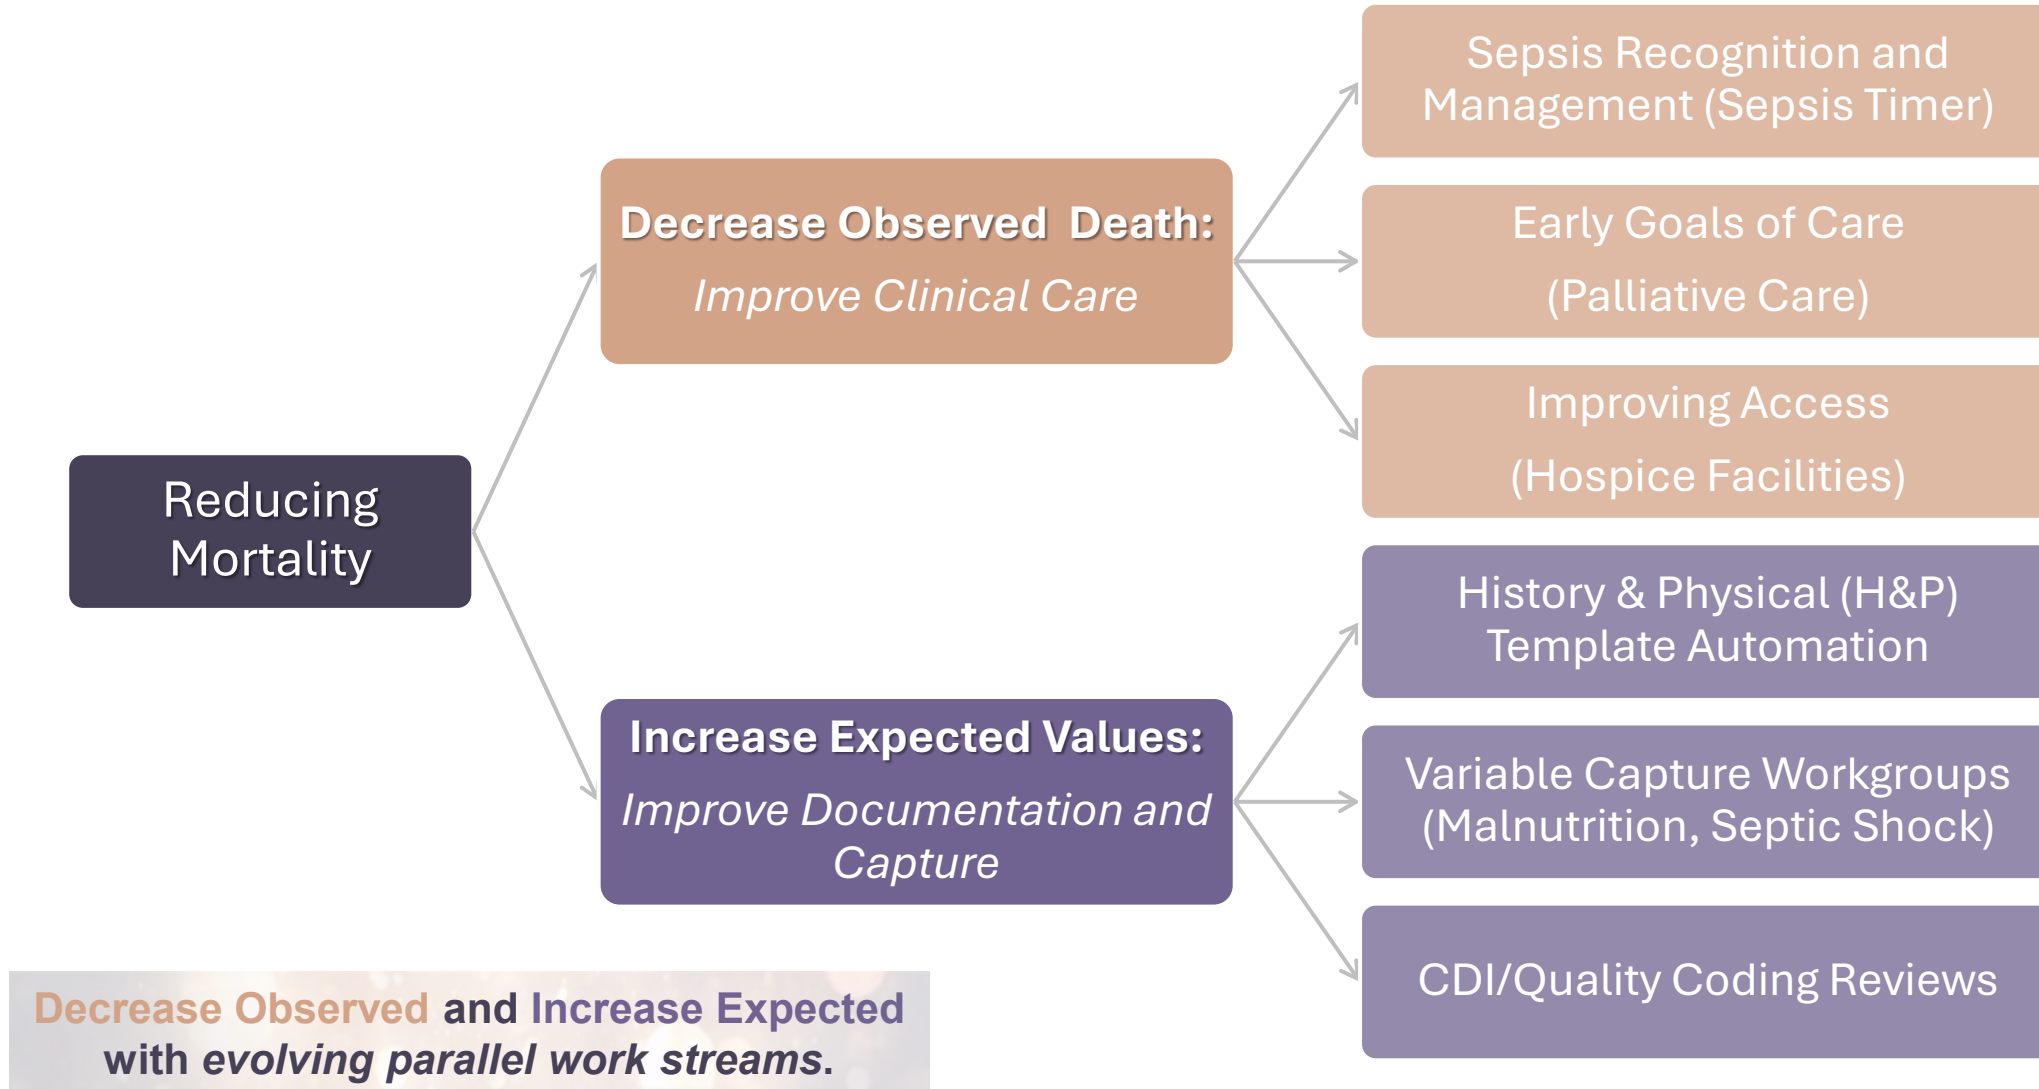 Reducing
Mortality
Decrease Observed Death:
Improve Clinical Care
Sepsis Recognition and
Management (Sepsis Timer)
Early Goals of Care
(Palliative Care)
Improving Access
(Hospice Facilities)
Increase Expected Values:
Improve Documentation and
Capture
History & Physical (H&P)
Template Automation
Variable Capture Workgroups
(Malnutrition, Septic Shock)
CDI/Quality Coding Reviews
Decrease Observed and Increase Expected
with evolving parallel work streams.